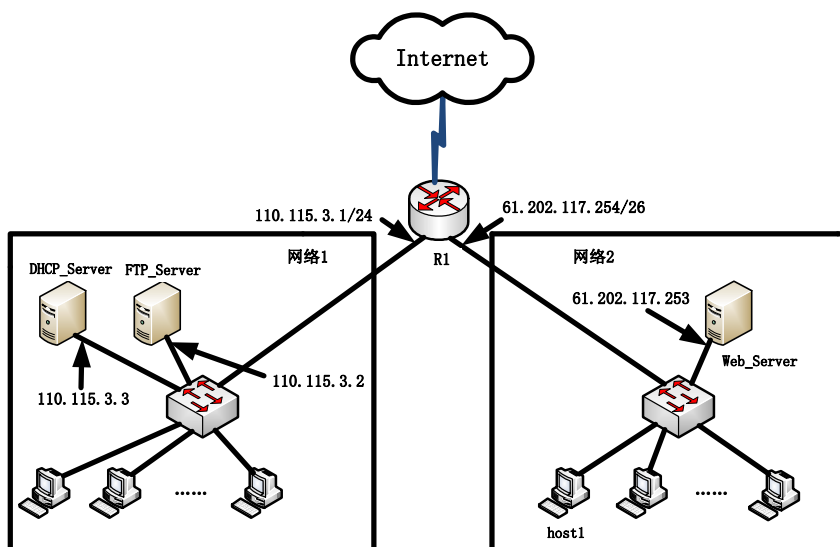 Internet
110.115.3.1/24
61.202.117.254/26
R1
网络1
网络2
DHCP_Server
FTP_Server
61.202.117.253
Web_Server
110.115.3.3
110.115.3.2
......
......
host1